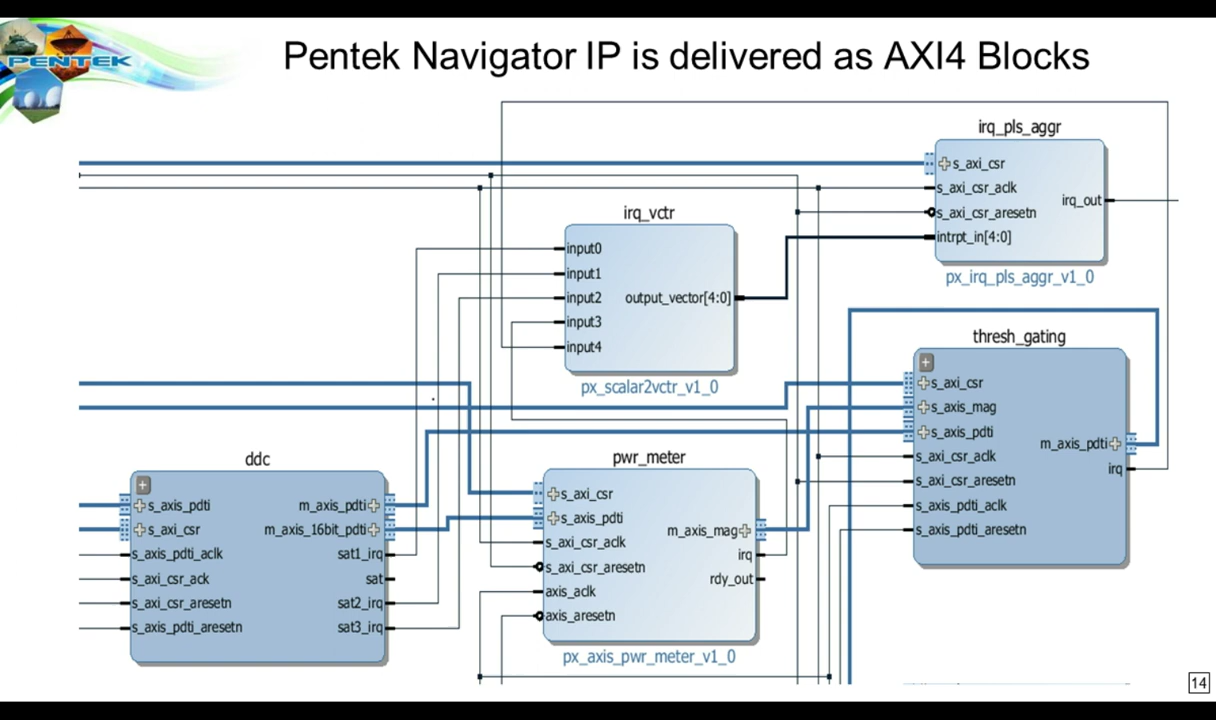 PENTEK
Pentek Navigator IP is delivered as AXI4 Blocks
irq_pls_aggr
s_axi_csr
s_axi_csr_aclk
s_axi_csr_aresetn
intrpt_in[4:0]
irq_out
px_irq_pls_aggr_v1_0
irq_vctr
input0
input1
input2
input3
input4
output_vector[4:0]
px_scalar2vctr_v1_0
thresh_gating
s_axi_csr
s_axis_mag
s_axis_pdti
s_axi_csr_aclk
s_axi_csr_aresetn
s_axis_pdti_aclk
s_axis_pdti_aresetn
m_axis_pdti
irq
ddc
s_axis_pdti
s_axi_csr
s_axis_pdti_aclk
s_axi_csr_ack
s_axi_csr_aresetn
s_axis_pdti_aresetn
m_axis_pdti
m_axis_16bit_pdti
sat1_irq
sat
sat2_irq
sat3_irq
pwr_meter
s_axi_csr
s_axis_pdti
s_axi_csr_aclk
s_axi_csr_aresetn
axis_aclk
axis_aresetn
m_axis_mag
irq
rdy_out
px_axis_pwr_meter_v1_0
14